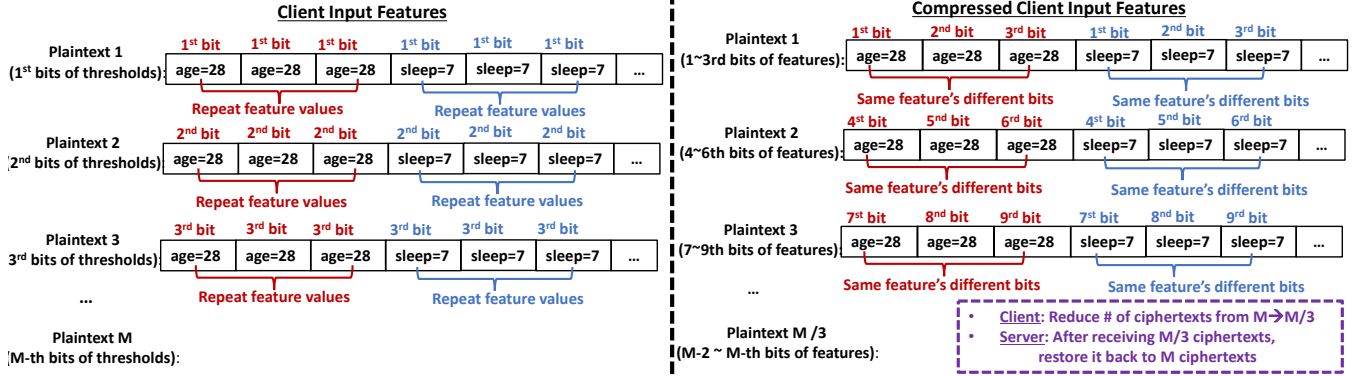 Client Input Features
1st bit 1st bit 1st bit 1st bit 1st bit 1st bit
Plaintext 1
(1st bits of thresholds):
age=28 age=28 age=28 sleep=7 sleep=7 sleep=7 ...
Repeat feature values Repeat feature values
2nd bit 2nd bit 2nd bit 2nd bit 2nd bit 2nd bit
Plaintext 2
2nd bits of thresholds):
age=28 age=28 age=28 sleep=7 sleep=7 sleep=7 ...
Repeat feature values Repeat feature values
3rd bit 3rd bit 3rd bit 3rd bit 3rd bit 3rd bit
Plaintext 3
3rd bits of thresholds):
age=28 age=28 age=28 sleep=7 sleep=7 sleep=7 ...
Repeat feature values Repeat feature values
...
Plaintext M
(M-th bits of thresholds):
Compressed Client Input Features
1st bit 2nd bit 3rd bit 1st bit 2nd bit 3rd bit
Plaintext 1
(1~3rd bits of features):
age=28 age=28 age=28 sleep=7 sleep=7 sleep=7 ...
Same feature's different bits Same feature's different bits
4st bit 5nd bit 6rd bit 4st bit 5nd bit 6rd bit
Plaintext 2
(4~6th bits of features):
age=28 age=28 age=28 sleep=7 sleep=7 sleep=7 ...
Same feature's different bits Same feature's different bits
7st bit 8nd bit 9rd bit 7st bit 8nd bit 9rd bit
Plaintext 3
(7~9th bits of features):
age=28 age=28 age=28 sleep=7 sleep=7 sleep=7 ...
Same feature's different bits Same feature's different bits
...
Plaintext M /3
(M-2 ~ M-th bits of features):
• Client: Reduce # of ciphertexts from M→M/3
• Server: After receiving M/3 ciphertexts,
restore it back to M ciphertexts